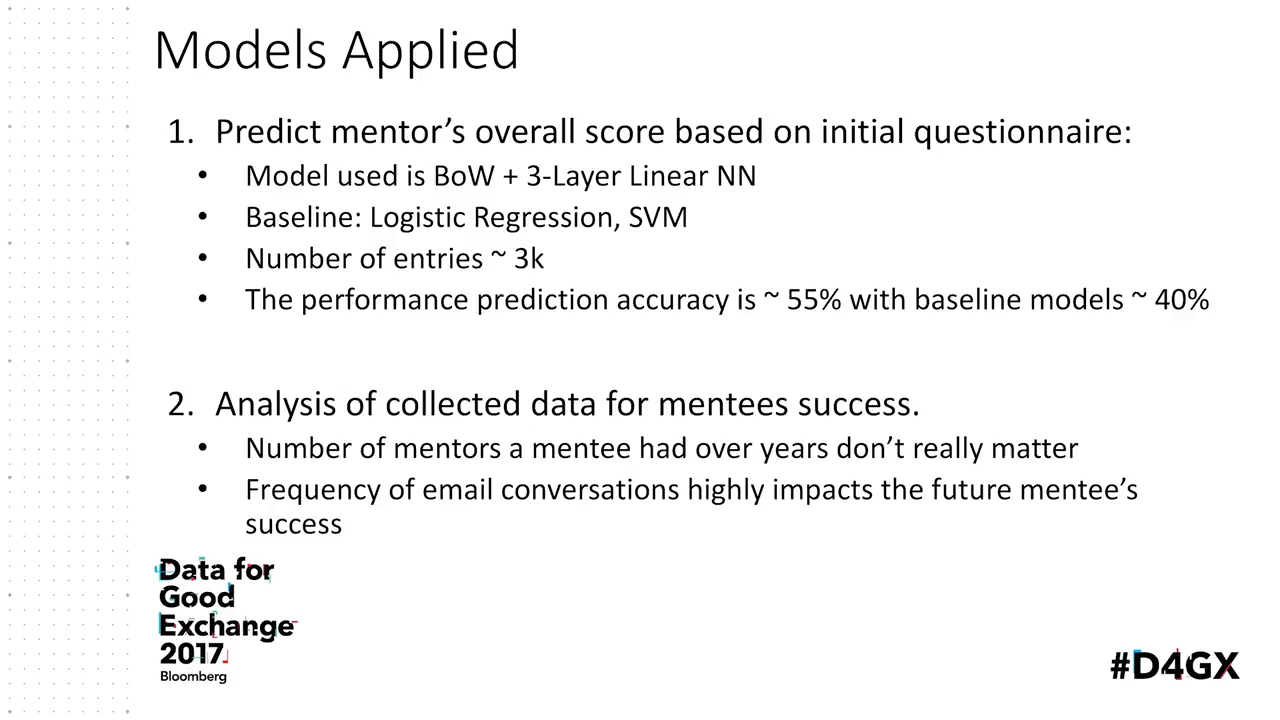 Models Applied
1. Predict mentor’s overall score based on initial questionnaire:
• Model used is BoW + 3-Layer Linear NN
• Baseline: Logistic Regression, SVM
• Number of entries ~ 3k
• The performance prediction accuracy is ~ 55% with baseline models ~ 40%
2. Analysis of collected data for mentees success.
• Number of mentors a mentee had over years don’t really matter
• Frequency of email conversations highly impacts the future mentee’s
success
Data for
Good
Exchange
2017
Bloomberg
#D4GX